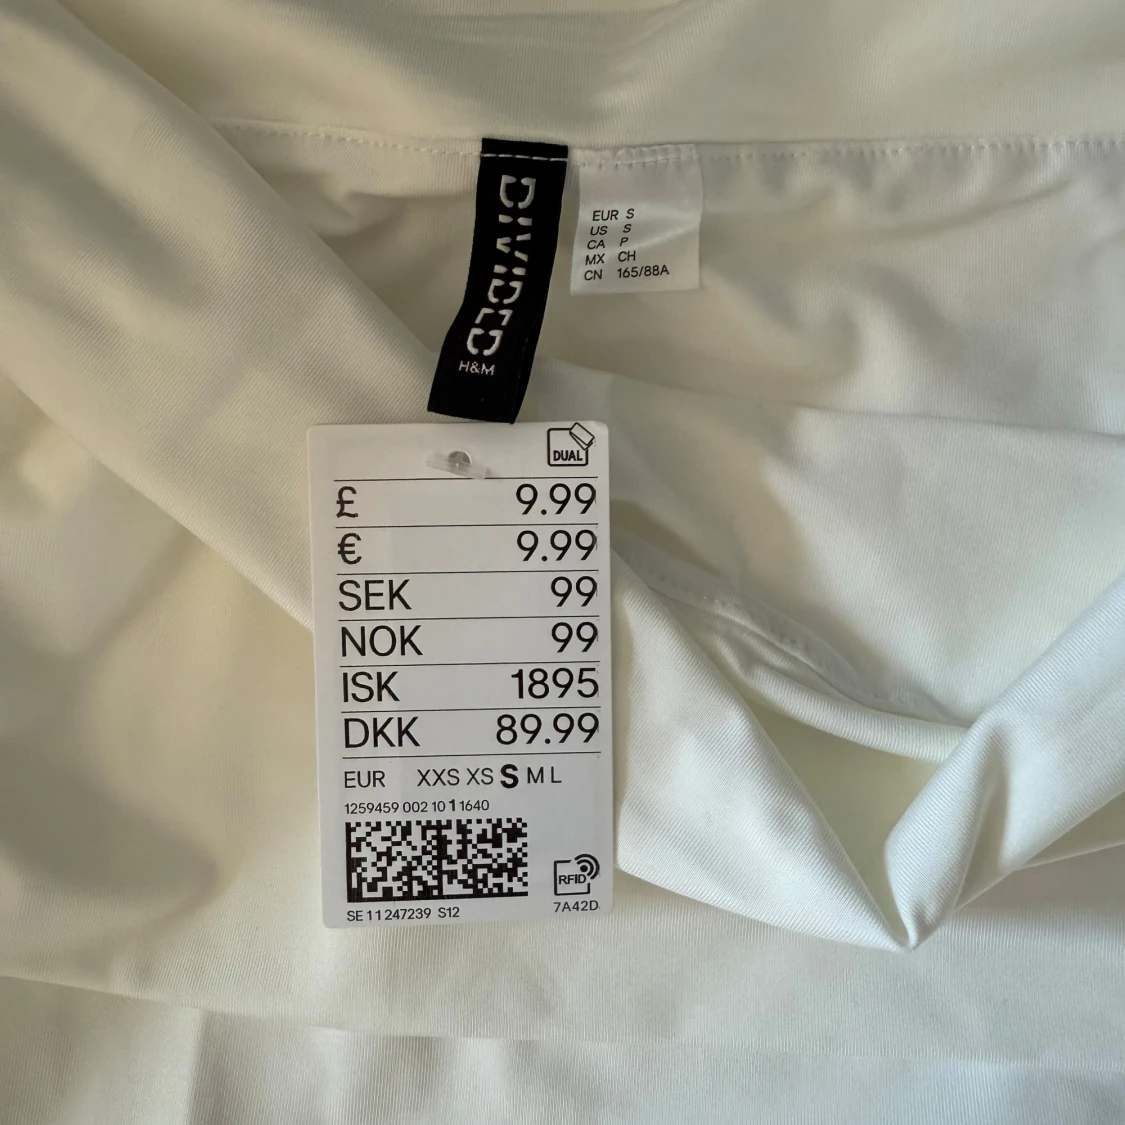 DIVIDED
H&M
EUR S
US S
CA P
MX CH
CN 165/88A
DUAL
£ 9.99
€ 9.99
SEK 99
NOK 99
ISK 1895
DKK 89.99
EUR XXS XS S M L
1259459 002 10 1 1640
RFID
SE 11 247239 S12
7A42D